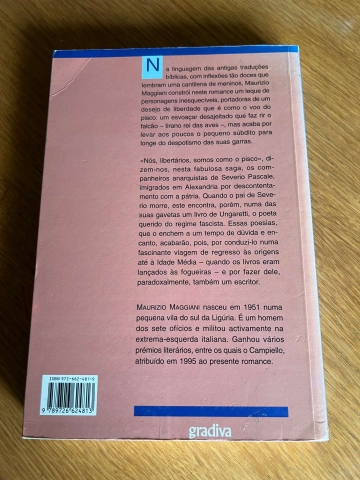 Na linguagem das antigas traduções
bíblicas, com inflexões tão doces que
lembram uma cantilena de meninos, Maurizio
Maggiani constrói neste romance um leque de
personagens inesquecíveis, portadoras de um
desejo de liberdade que é como o voo do
pisco: um esvoaçar desajeitado que faz rir o
falcão – tirano rei das aves –, mas acaba por
levar aos poucos o pequeno súbdito para
longe do despotismo das suas garras.
«Nós, libertários, somos como o pisco», di-
zem-nos, nesta fabulosa saga, os com-
panheiros anarquistas de Severio Pascale,
imigrados em Alexandria por descontenta-
mento com a pátria. Quando o pai de Seve-
rio morre, este encontra, porém, numa das
suas gavetas um livro de Ungaretti, o poeta
querido do regime fascista. Essas poesias,
que o enchem a um tempo de dúvida e en-
canto, acabarão, pois, por conduzi-lo numa
fascinante viagem de regresso às origens
até à Idade Média – quando os livros eram
lançados às fogueiras – e por fazer dele,
paradoxalmente, também um escritor.
MAURIZIO MAGGIANI nasceu em 1951 numa
pequena vila do sul da Ligúria. É um homem
dos sete ofícios e militou activamente na
extrema-esquerda italiana. Ganhou vários
prémios literários, entre os quais o Campiello,
atribuído em 1995 ao presente romance.
ISBN 972-662-481-9
9 789726 624813
gradiva